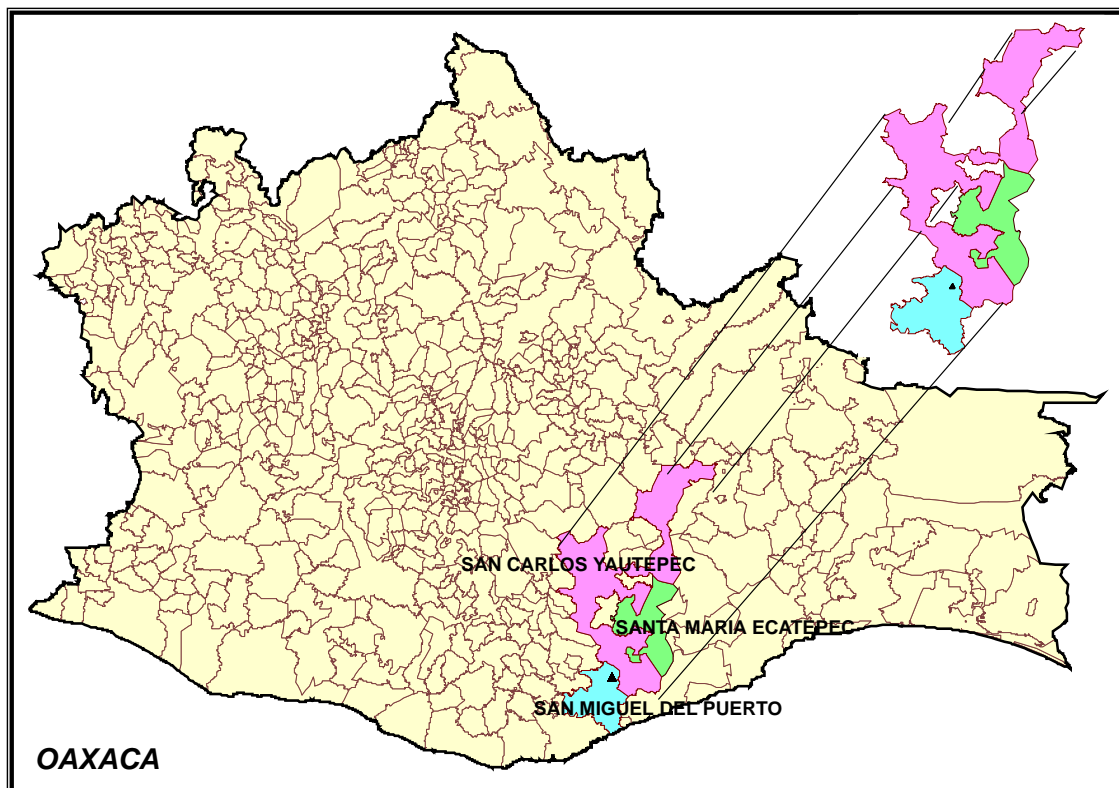 SAN CARLOS YAUTEPEC
SANTA MARIA ECATEPEC
SAN MIGUEL DEL PUERTO
OAXACA